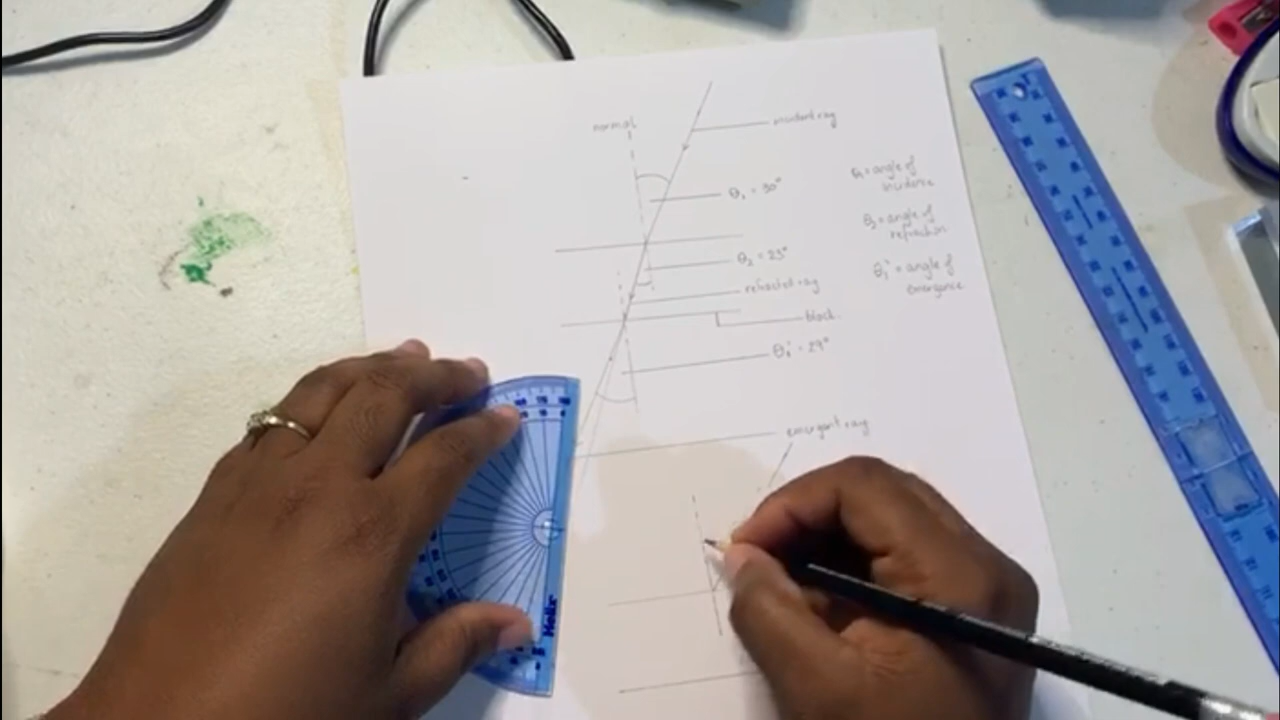 normal
incident ray
θ₁ = 30°
θ₁ = angle of
incidence
θ₂ = angle of
refraction
θ₂ = 23°
refracted ray
θ₁' = angle of
emergence
block
θ₁' = 29°
emergent ray
Helix